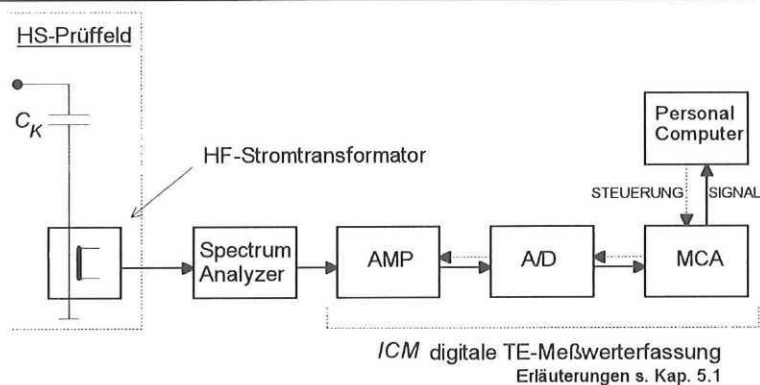 HS-Prüffeld
C_K
HF-Stromtransformator
Personal
Computer
STEUERUNG
SIGNAL
Spectrum
Analyzer
AMP
A/D
MCA
ICM digitale TE-Meßwerterfassung
Erläuterungen s. Kap. 5.1